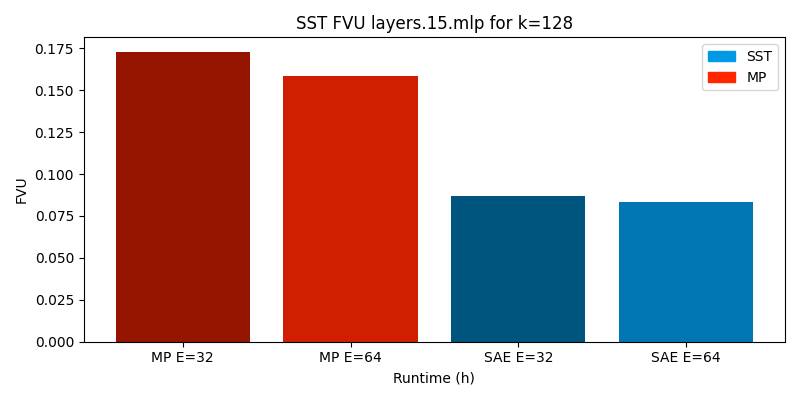 SST FVU layers.15.mlp for k=128
SST
MP
FVU
0.175
0.150
0.125
0.100
0.075
0.050
0.025
0.000
MP E=32
MP E=64
SAE E=32
SAE E=64
Runtime (h)